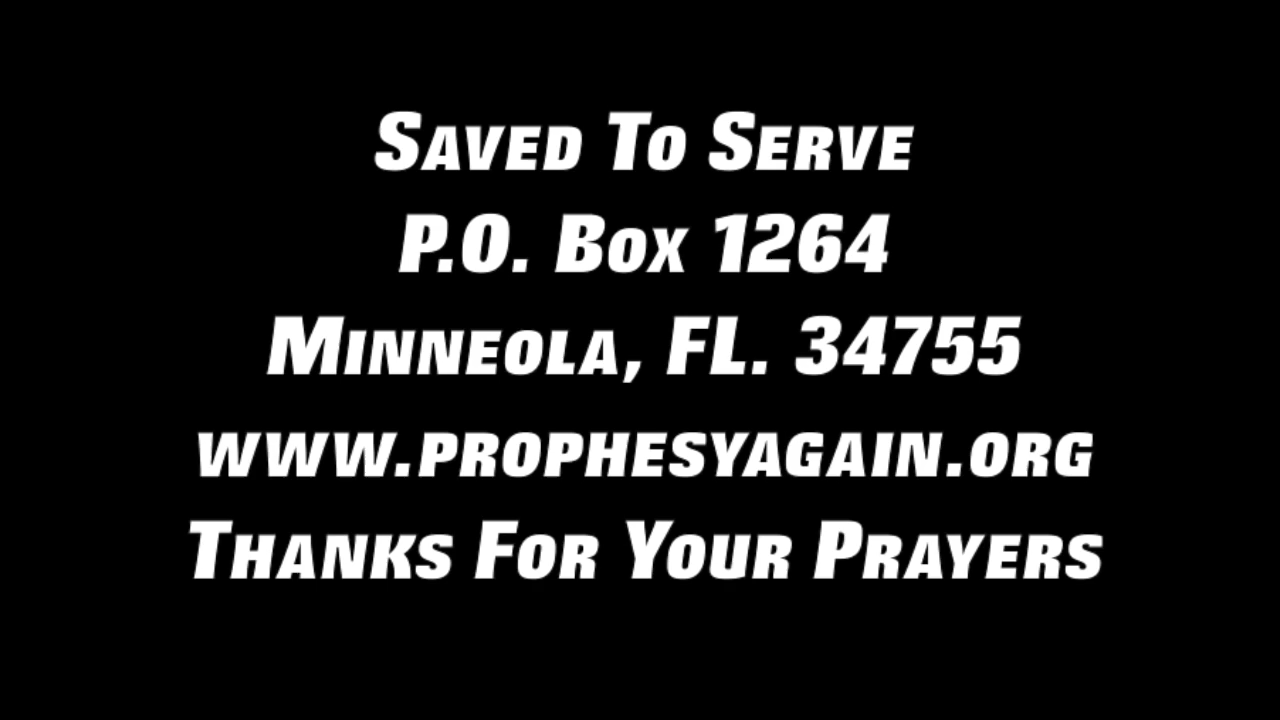 Saved To Serve
P.O. Box 1264
Minneola, FL. 34755
www.prophesyagain.org
Thanks For Your Prayers